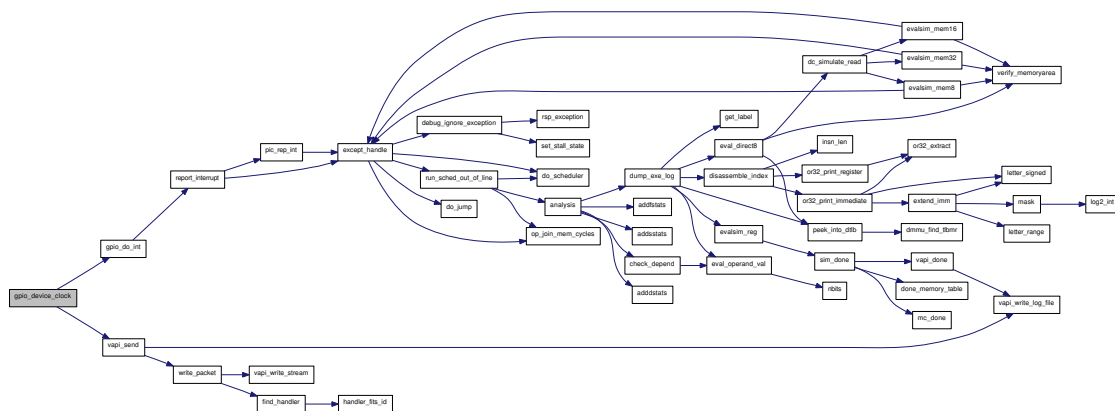 evalsim_mem16
evalsim_mem32
dc_simulate_read
verify_memoryarea
evalsim_mem8
get_label
rsp_exception
debug_ignore_exception
insn_len
set_stall_state
or32_extract
pic_rep_int
except_handle
eval_direct8
or32_print_register
letter_signed
report_interrupt
run_sched_out_of_line
do_scheduler
dump_exe_log
disassemble_index
or32_print_immediate
extend_imm
mask
log2_int
do_jump
analysis
addfstats
peek_into_dtlb
dmmu_find_tlbmr
letter_range
op_join_mem_cycles
addsstats
evalsim_reg
gpio_do_int
check_depend
eval_operand_val
sim_done
vapi_done
nbits
done_memory_table
adddstats
gpio_device_clock
vapi_write_log_file
mc_done
vapi_send
write_packet
vapi_write_stream
find_handler
handler_fits_id